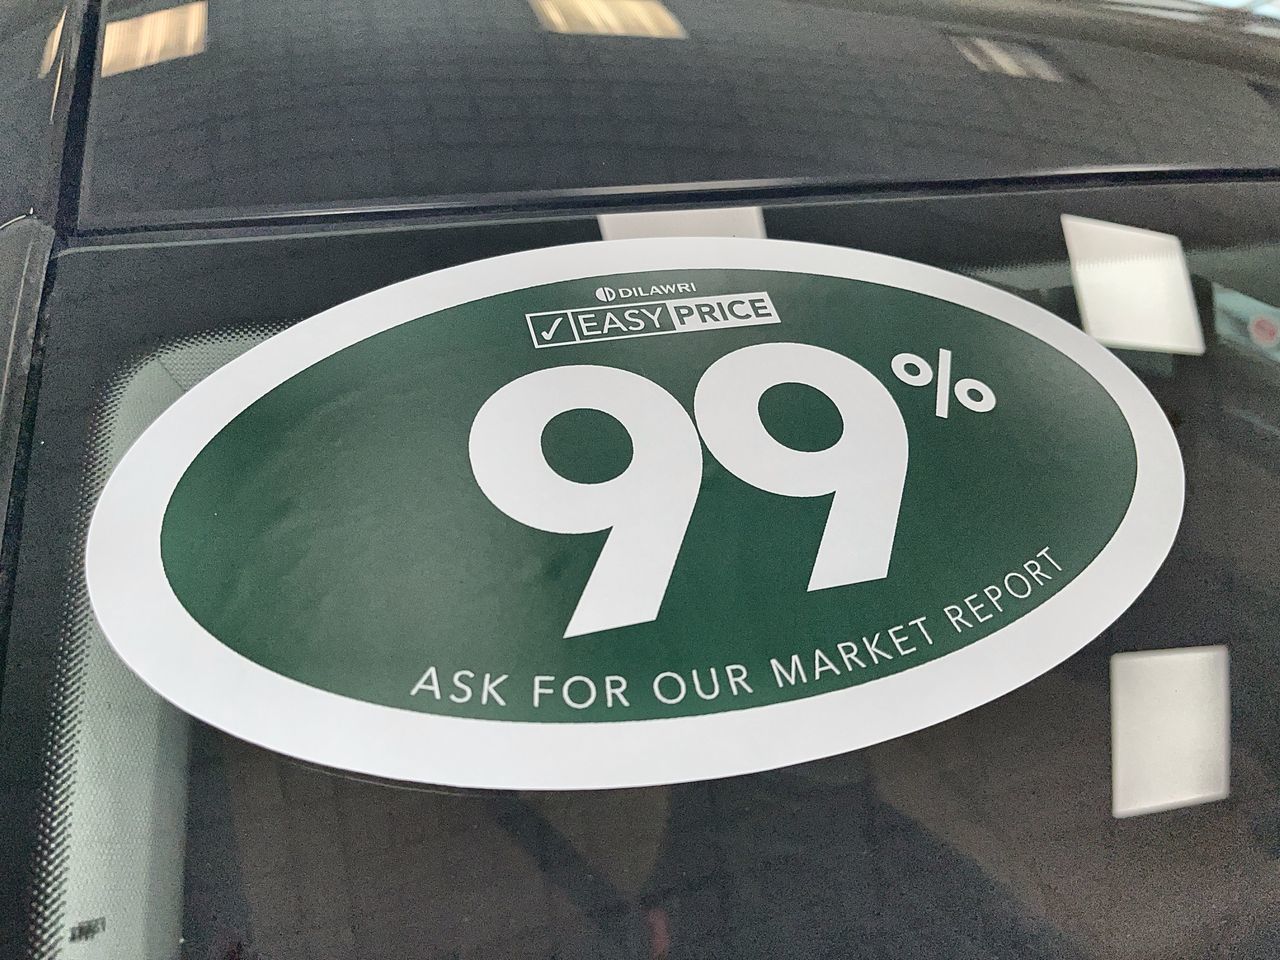 DILAWRI
✓ EASY PRICE
99%
ASK FOR OUR MARKET REPORT